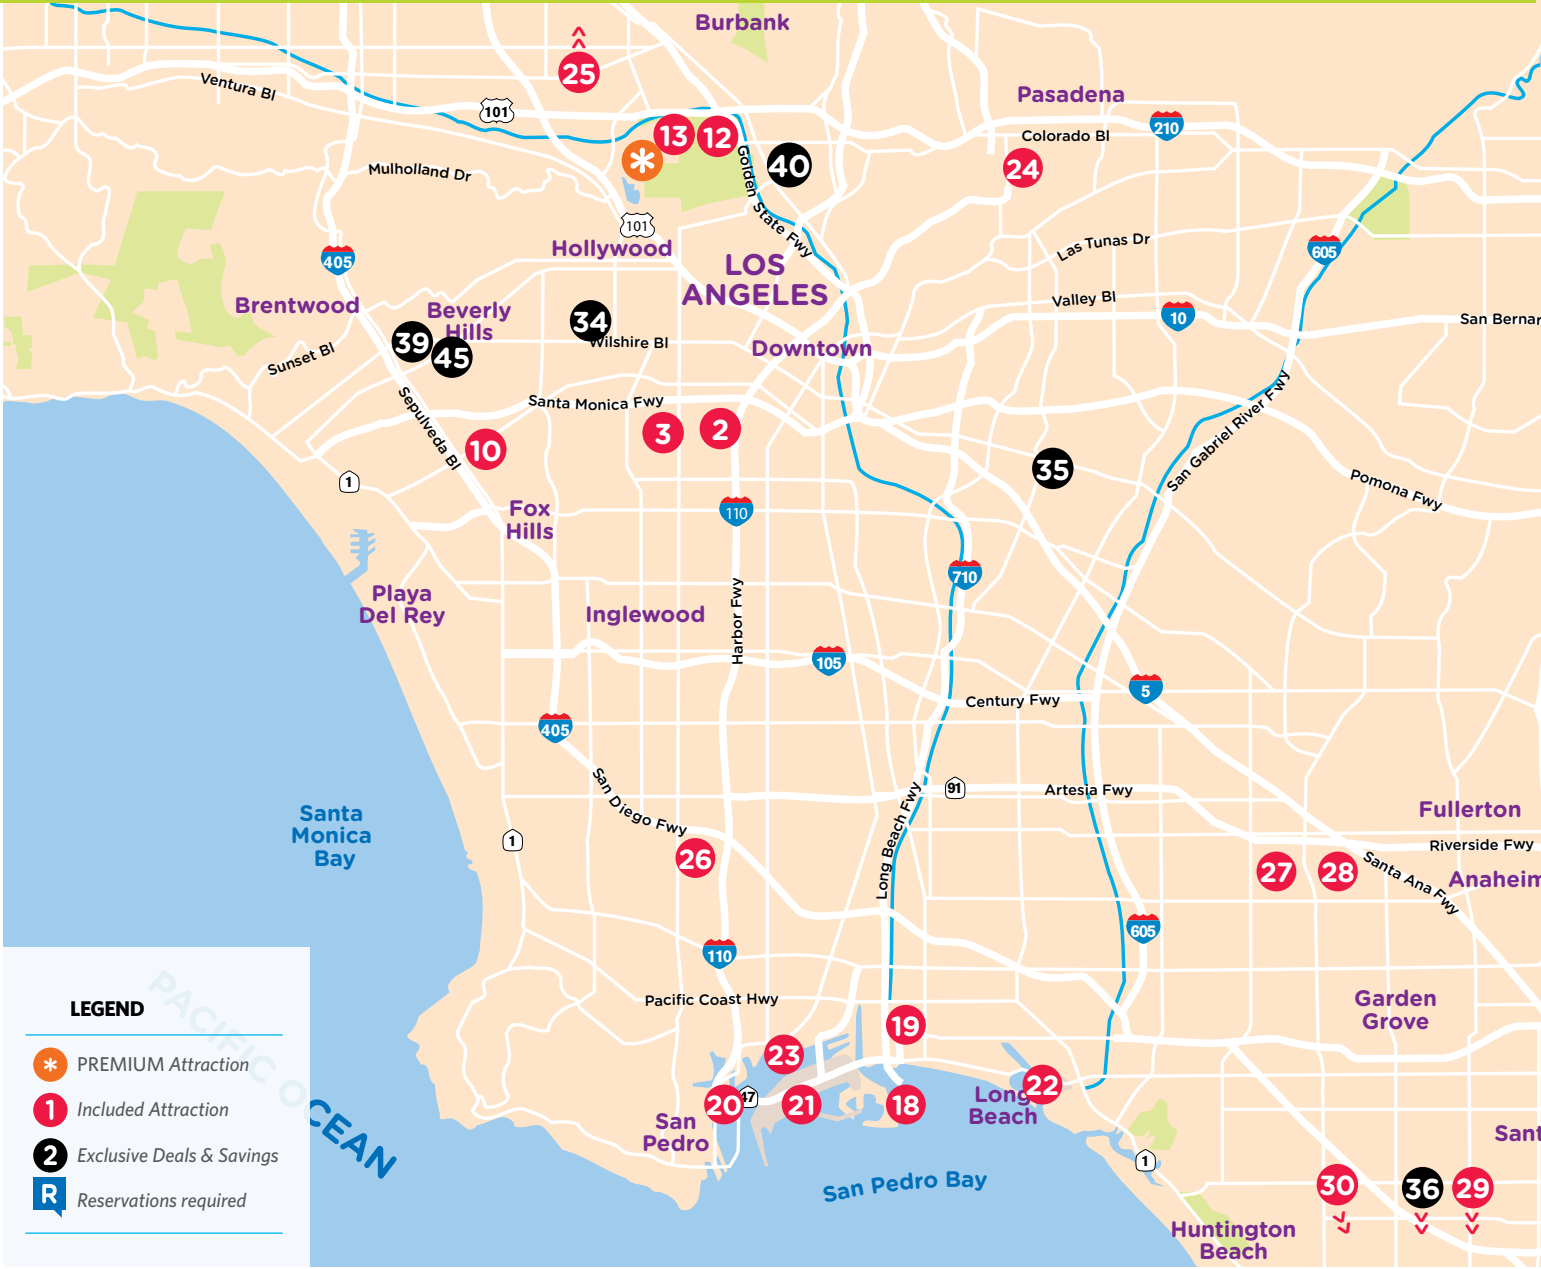 Burbank
25
Ventura Bl
101
Pasadena
210
Colorado Bl
13
12
*
Golden State Fwy
40
24
Mulholland Dr
101
Hollywood
LOS
ANGELES
Las Tunas Dr
605
405
Brentwood
Beverly
Hills
34
Wilshire Bl
Valley Bl
10
San Bernar
39
45
Sunset Bl
Downtown
Sepulveda Bl
Santa Monica Fwy
3
2
10
San Gabriel River Fwy
35
Pomona Fwy
1
Fox
Hills
110
710
Playa
Del Rey
Inglewood
Harbor Fwy
105
Century Fwy
5
405
San Diego Fwy
Long Beach Fwy
91
Artesia Fwy
Santa
Monica
Bay
1
Fullerton
Riverside Fwy
26
27
28
Santa Ana Fwy
Anaheim
605
110
Pacific Coast Hwy
Garden
Grove
19
23
22
20
47
21
18
Long
Beach
San
Pedro
Sant
1
San Pedro Bay
30
36
29
Huntington
Beach
PACIFIC OCEAN
LEGEND
* PREMIUM Attraction
1 Included Attraction
2 Exclusive Deals & Savings
R Reservations required